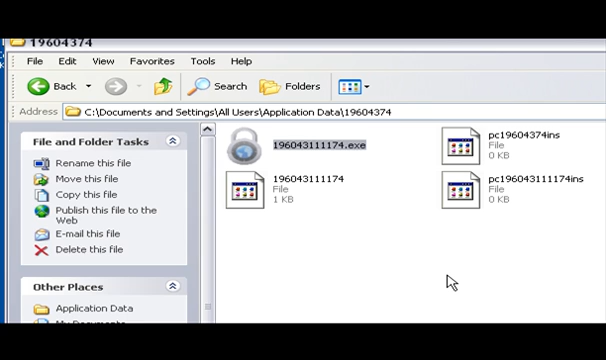 19604374
File Edit View Favorites Tools Help
Back Search Folders
Address C:\Documents and Settings\All Users\Application Data\19604374
File and Folder Tasks
Rename this file
Move this file
Copy this file
Publish this file to the
Web
E-mail this file
Delete this file
Other Places
Application Data
My Documents
196043111174.exe
pc19604374ins
File
0 KB
196043111174
File
1 KB
pc196043111174ins
File
0 KB